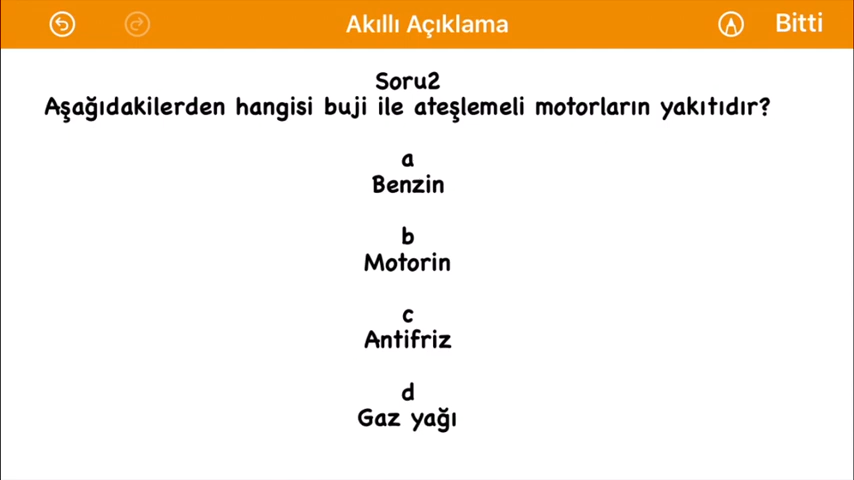 Akıllı Açıklama
Bitti
Soru2
Aşağıdakilerden hangisi buji ile ateşlemeli motorların yakıtıdır?
a
Benzin
b
Motorin
c
Antifriz
d
Gaz yağı